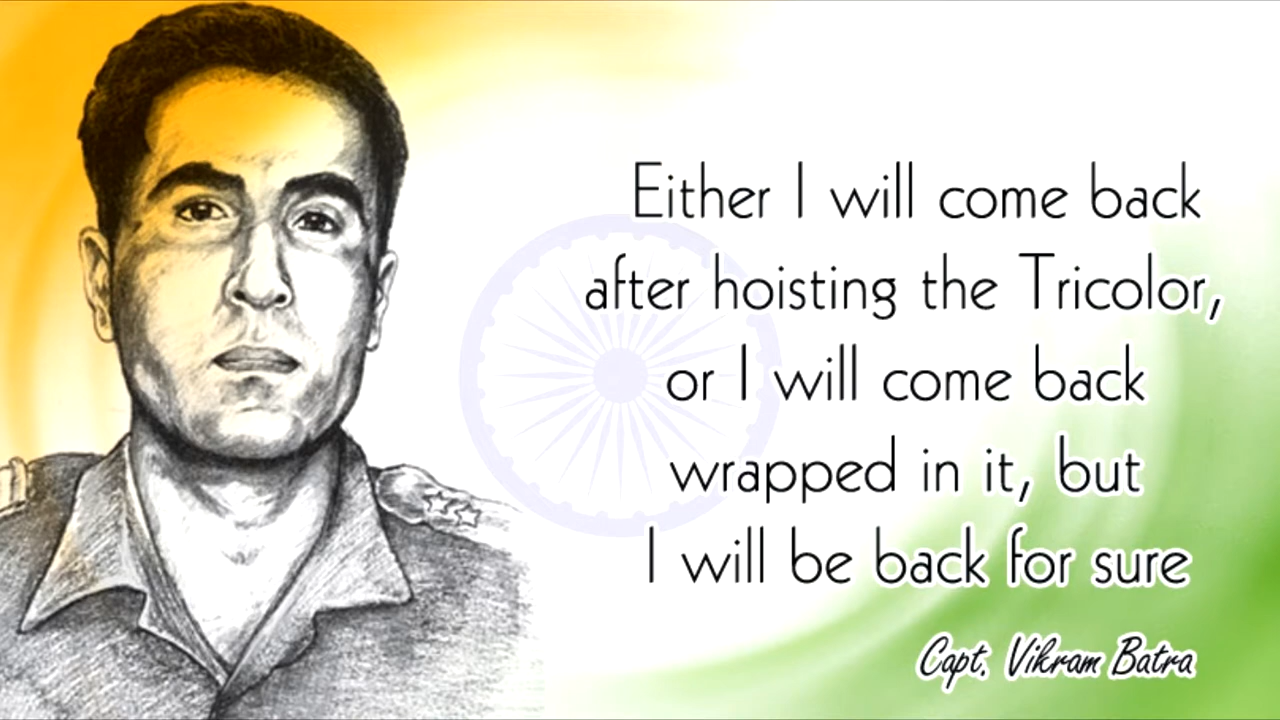 Either I will come back
after hoisting the Tricolor,
or I will come back
wrapped in it, but
I will be back for sure
Capt. Vikram Batra